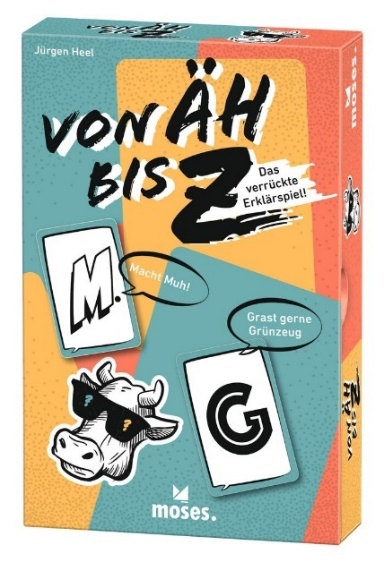 Jürgen Heel
VON ÄH
BIS Z
Das
verrückte
Erklärspiel!
M.
Macht Muh!
Grast gerne
Grünzeug
G
? ?
moses.
moses.
VON ÄH
BIS Z